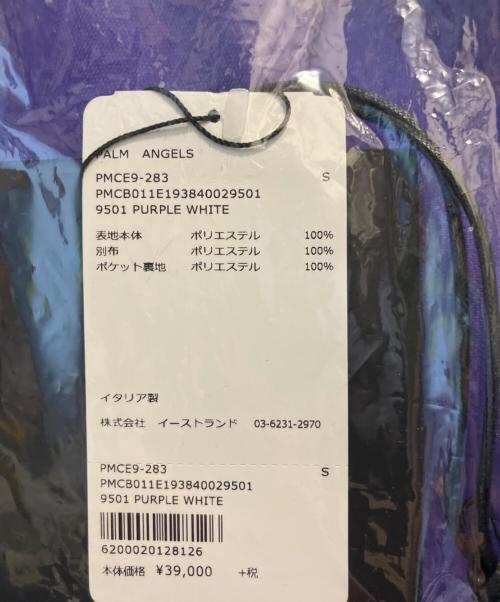 PALM ANGELS
PMCE9-283 S
PMCB011E193840029501
9501 PURPLE WHITE
表地本体 ポリエステル 100%
別布 ポリエステル 100%
ポケット裏地 ポリエステル 100%
イタリア製
株式会社 イーストランド 03-6231-2970
PMCE9-283 S
PMCB011E193840029501
9501 PURPLE WHITE
6200020128126
本体価格 ¥39,000 +税